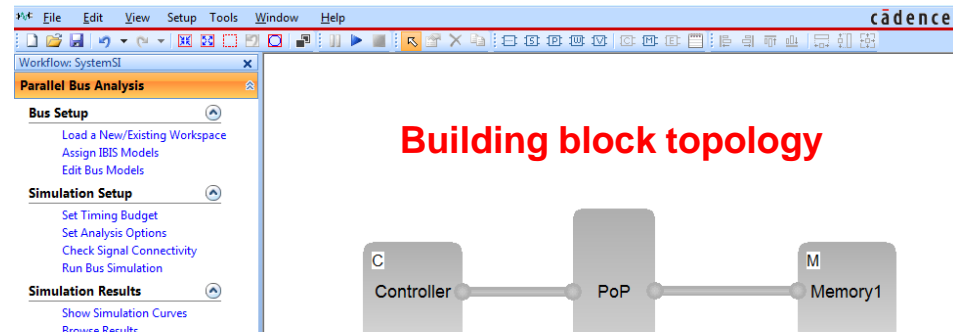 File Edit View Setup Tools Window Help
cādence
Workflow: SystemSI x
Parallel Bus Analysis
Bus Setup
Load a New/Existing Workspace
Assign IBIS Models
Edit Bus Models
Simulation Setup
Set Timing Budget
Set Analysis Options
Check Signal Connectivity
Run Bus Simulation
Simulation Results
Show Simulation Curves
Browse Results
Building block topology
C
Controller
PoP
M
Memory1